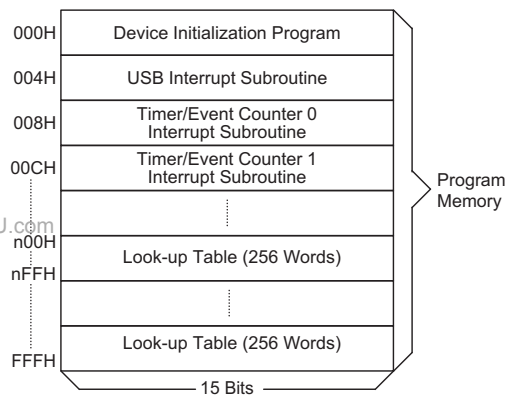 000H
Device Initialization Program
004H
USB Interrupt Subroutine
008H
Timer/Event Counter 0
Interrupt Subroutine
00CH
Timer/Event Counter 1
Interrupt Subroutine
Program
Memory
n00H
Look-up Table (256 Words)
nFFH
Look-up Table (256 Words)
FFFH
15 Bits